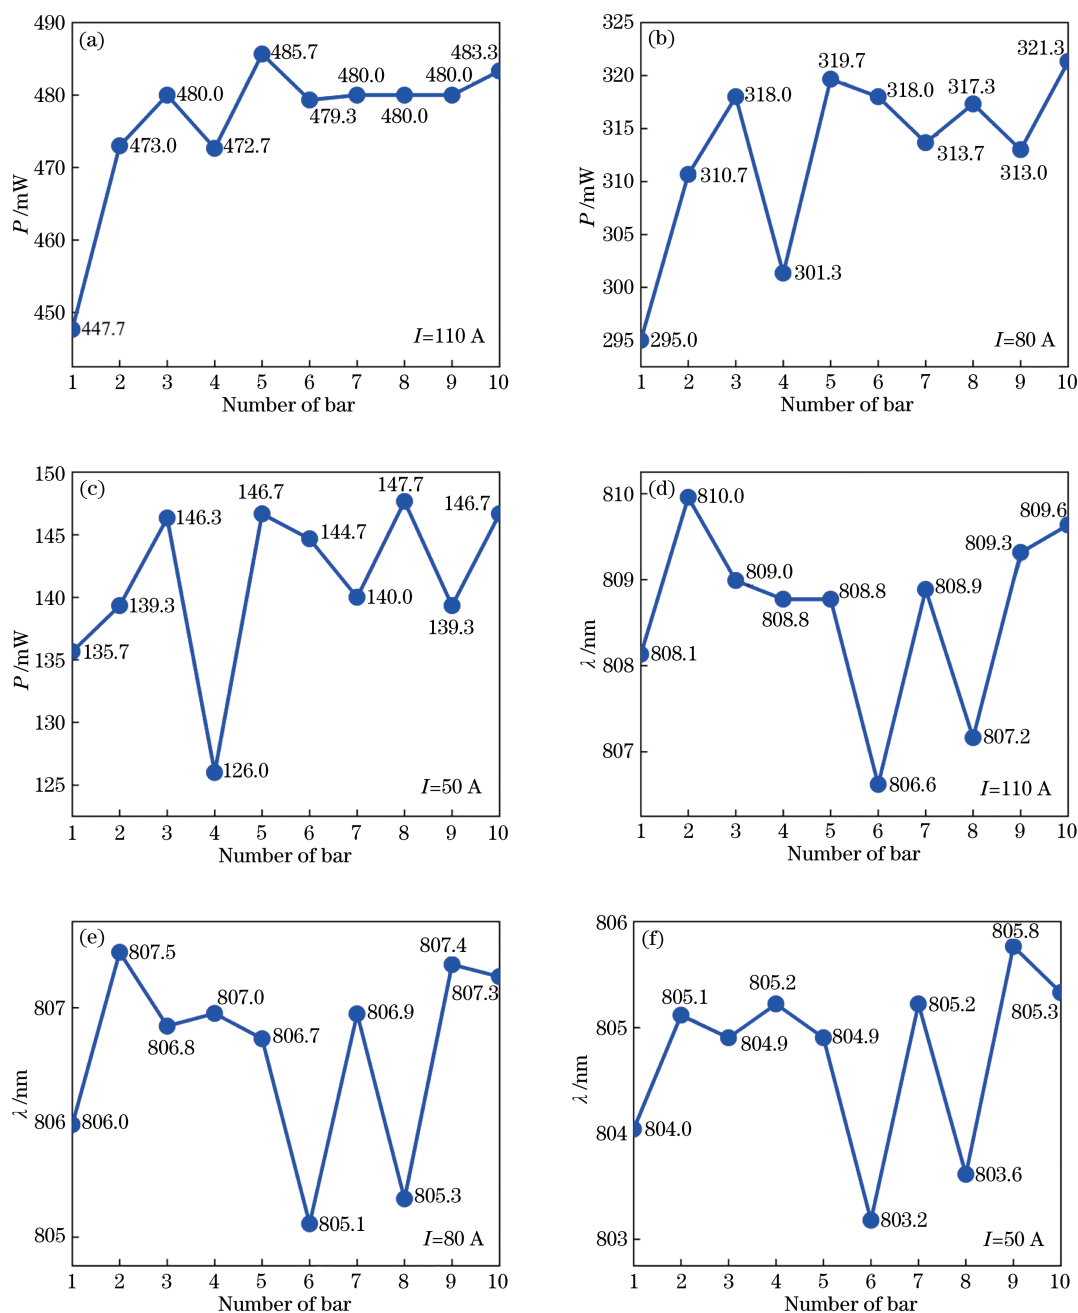 (a)
490
480
470
460
450
P/mW
447.7
473.0
480.0
472.7
485.7
479.3
480.0
480.0
480.0
483.3
I=110 A
1 2 3 4 5 6 7 8 9 10
Number of bar
(b)
325
320
315
310
305
300
295
P/mW
295.0
310.7
318.0
301.3
319.7
318.0
313.7
317.3
313.0
321.3
I=80 A
1 2 3 4 5 6 7 8 9 10
Number of bar
(c)
150
145
140
135
130
125
P/mW
135.7
139.3
146.3
126.0
146.7
144.7
140.0
147.7
139.3
146.7
I=50 A
1 2 3 4 5 6 7 8 9 10
Number of bar
(d)
810
809
808
807
λ/nm
808.1
810.0
809.0
808.8
808.8
806.6
808.9
807.2
809.3
809.6
I=110 A
1 2 3 4 5 6 7 8 9 10
Number of bar
(e)
807
806
805
λ/nm
806.0
807.5
806.8
807.0
806.7
805.1
806.9
805.3
807.4
807.3
I=80 A
1 2 3 4 5 6 7 8 9 10
Number of bar
(f)
806
805
804
803
λ/nm
804.0
805.1
804.9
805.2
804.9
803.2
805.2
803.6
805.8
805.3
I=50 A
1 2 3 4 5 6 7 8 9 10
Number of bar